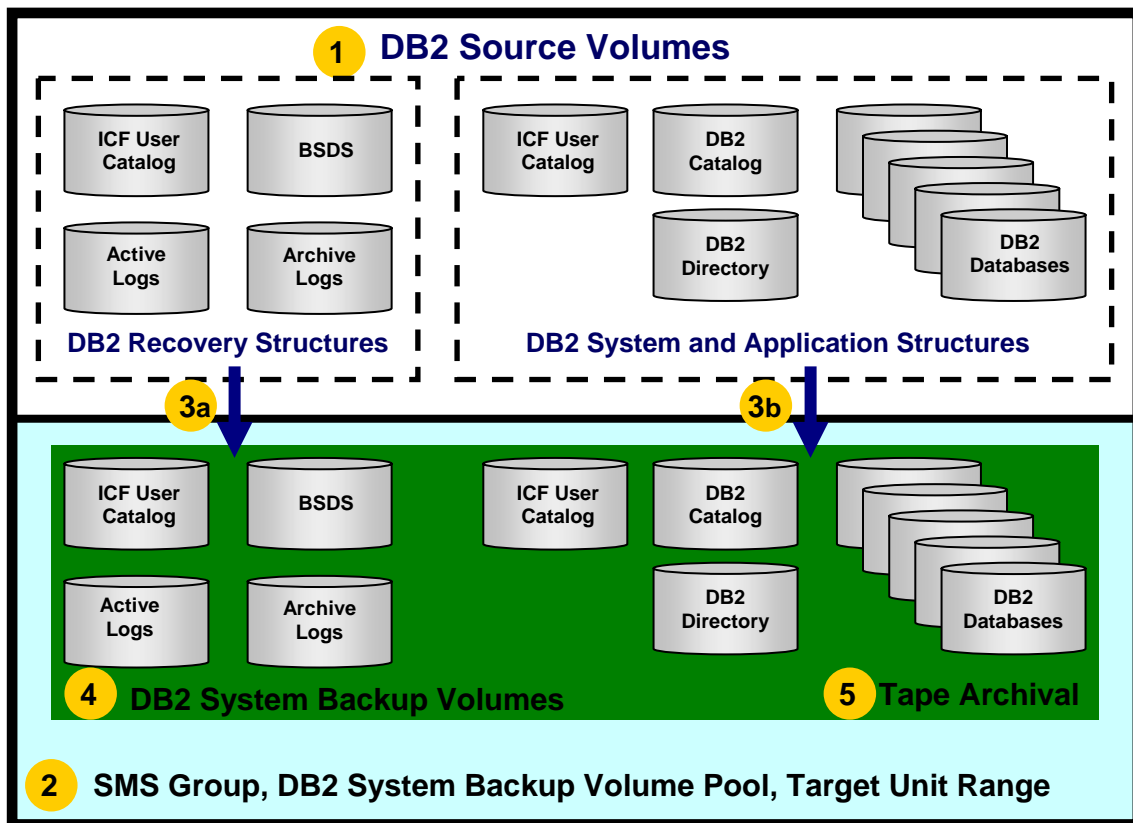 1 DB2 Source Volumes
ICF User
Catalog
BSDS
Active
Logs
Archive
Logs
DB2 Recovery Structures
ICF User
Catalog
DB2
Catalog
DB2
Directory
DB2
Databases
DB2 System and Application Structures
3a
3b
ICF User
Catalog
BSDS
Active
Logs
Archive
Logs
ICF User
Catalog
DB2
Catalog
DB2
Directory
DB2
Databases
4 DB2 System Backup Volumes
5 Tape Archival
2 SMS Group, DB2 System Backup Volume Pool, Target Unit Range